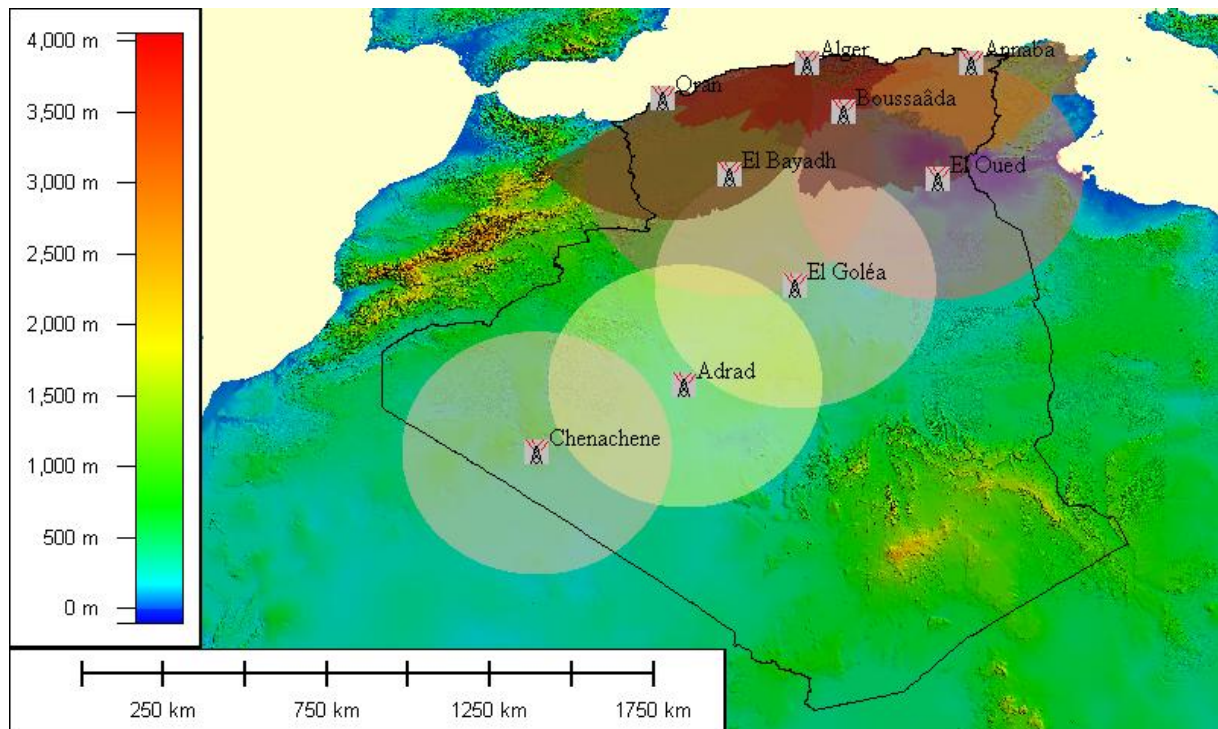 4,000 m
3,500 m
3,000 m
2,500 m
2,000 m
1,500 m
1,000 m
500 m
0 m
Alger
Annaba
Oran
Boussaâda
El Bayadh
El Oued
El Goléa
Adrad
Chenachene
250 km
750 km
1250 km
1750 km